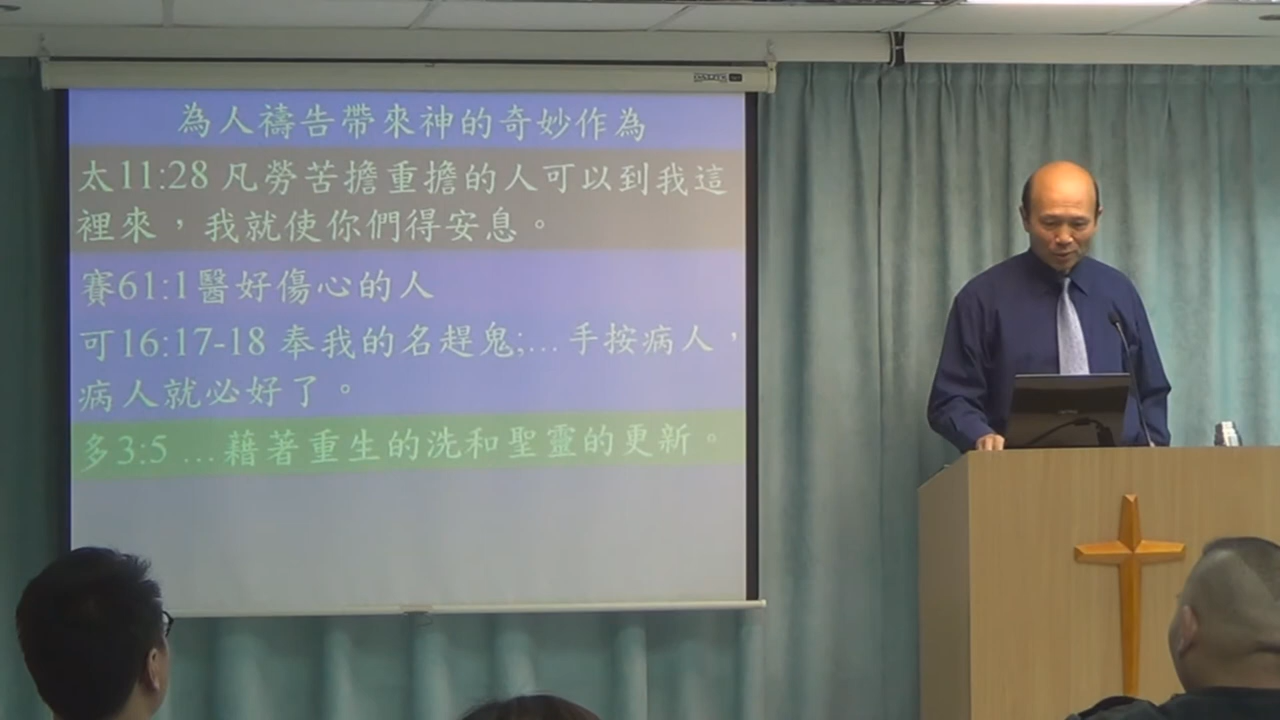 為人禱告帶來神的奇妙作為
太11:28 凡勞苦擔重擔的人可以到我這
裡來，我就使你們得安息。
賽61:1醫好傷心的人
可16:17-18 奉我的名趕鬼;...手按病人，
病人就必好了。
多3:5 ...藉著重生的洗和聖靈的更新。